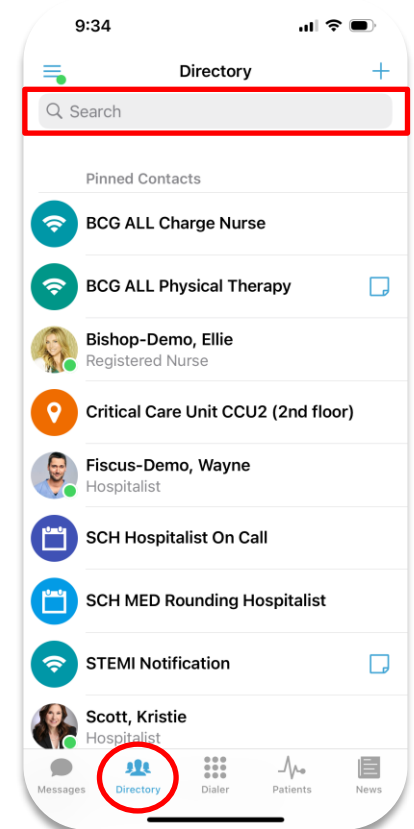 9:34
Directory
Search
Pinned Contacts
BCG ALL Charge Nurse
BCG ALL Physical Therapy
Bishop-Demo, Ellie
Registered Nurse
Critical Care Unit CCU2 (2nd floor)
Fiscus-Demo, Wayne
Hospitalist
SCH Hospitalist On Call
SCH MED Rounding Hospitalist
STEMI Notification
Scott, Kristie
Hospitalist
Messages Directory Dialer Patients News